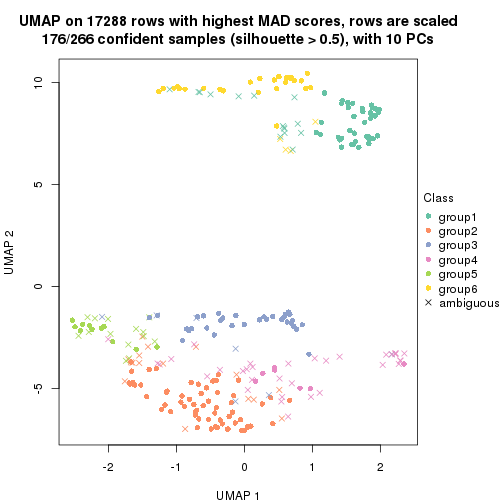 UMAP on 17288 rows with highest MAD scores, rows are scaled
176/266 confident samples (silhouette > 0.5), with 10 PCs
10
5
0
-5
UMAP 2
-2
-1
0
1
2
UMAP 1
Class
group1
group2
group3
group4
group5
group6
ambiguous